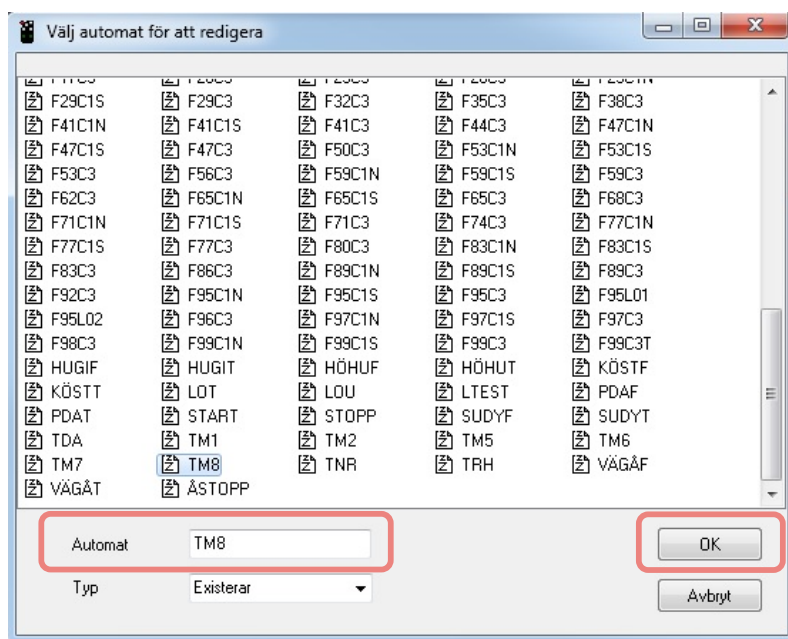 Välj automat för att redigera
F29C1S F29C3 F32C3 F35C3 F38C3
F41C1N F41C1S F41C3 F44C3 F47C1N
F47C1S F47C3 F50C3 F53C1N F53C1S
F53C3 F56C3 F59C1N F59C1S F59C3
F62C3 F65C1N F65C1S F65C3 F68C3
F71C1N F71C1S F71C3 F74C3 F77C1N
F77C1S F77C3 F80C3 F83C1N F83C1S
F83C3 F86C3 F89C1N F89C1S F89C3
F92C3 F95C1N F95C1S F95C3 F95L01
F95L02 F96C3 F97C1N F97C1S F97C3
F98C3 F99C1N F99C1S F99C3 F99C3T
HUGIF HUGIT HÖHUF HÖHUT KÖSTF
KÖSTT LOT LOU LTEST PDAF
PDAT START STOPP SUDYF SUDYT
TDA TM1 TM2 TM5 TM6
TM7 TM8 TNR TRH VÄGÅF
VÄGÅT ÅSTOPP
Automat TM8 OK
Typ Existerar Avbryt